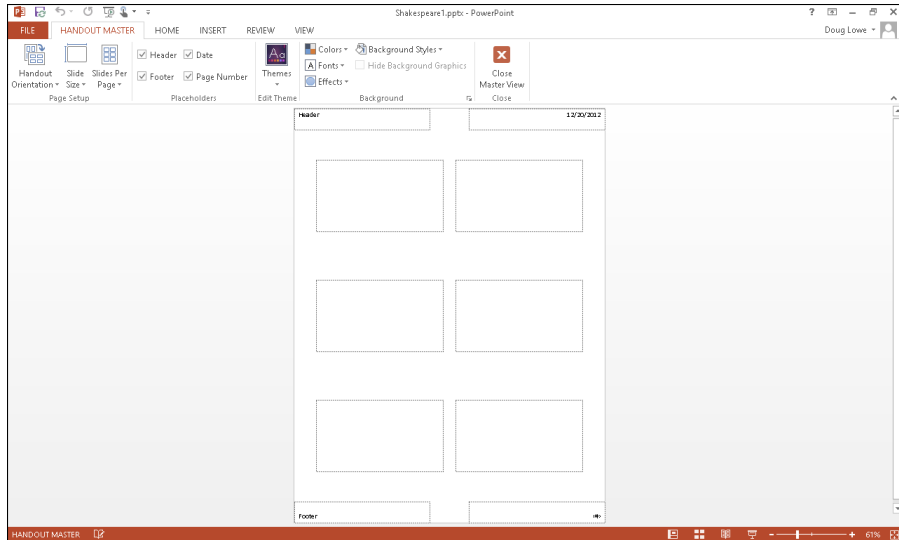 Shakespeare1.pptx - PowerPoint
FILE HANDOUT MASTER HOME INSERT REVIEW VIEW Doug Lowe
Handout Orientation
Slide Size
Slides Per Page
Page Setup
Header Date
Footer Page Number
Placeholders
Aa
Themes
Edit Theme
Colors Background Styles
A Fonts Hide Background Graphics
Effects
Background
Close Master View
Close
Header 12/20/2012
Footer ‹#›
HANDOUT MASTER 61%